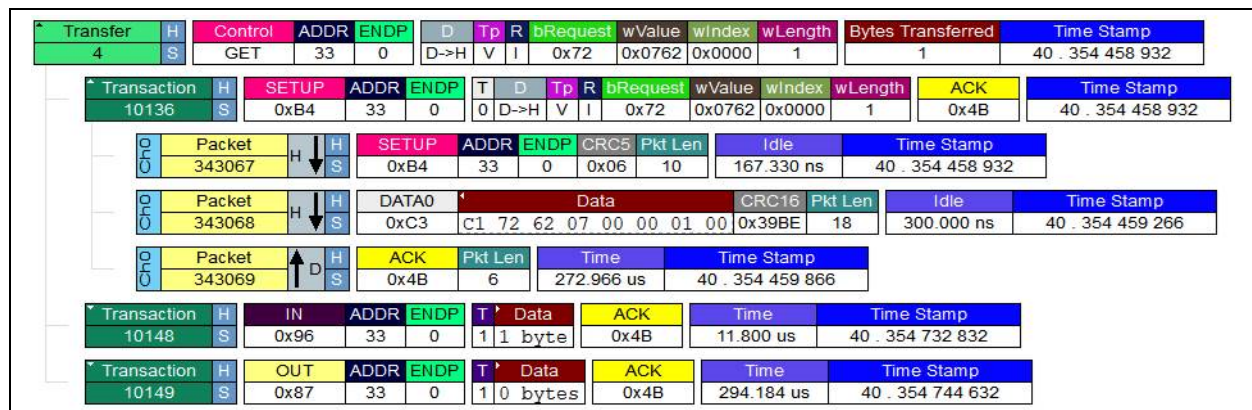 Transfer H Control ADDR ENDP D Tp R bRequest wValue wIndex wLength Bytes Transferred Time Stamp
4 S GET 33 0 D->H V I 0x72 0x0762 0x0000 1 1 40 . 354 458 932
Transaction H SETUP ADDR ENDP T D Tp R bRequest wValue wIndex wLength ACK Time Stamp
10136 S 0xB4 33 0 0 D->H V I 0x72 0x0762 0x0000 1 0x4B 40 . 354 458 932
Ch0 Packet H H SETUP ADDR ENDP CRC5 Pkt Len Idle Time Stamp
343067 S 0xB4 33 0 0x06 10 167.330 ns 40 . 354 458 932
Ch0 Packet H H DATA0 Data CRC16 Pkt Len Idle Time Stamp
343068 S 0xC3 C1 72 62 07 00 00 01 00 0x39BE 18 300.000 ns 40 . 354 459 266
Ch0 Packet D H ACK Pkt Len Time Time Stamp
343069 S 0x4B 6 272.966 us 40 . 354 459 866
Transaction H IN ADDR ENDP T Data ACK Time Time Stamp
10148 S 0x96 33 0 1 1 byte 0x4B 11.800 us 40 . 354 732 832
Transaction H OUT ADDR ENDP T Data ACK Time Time Stamp
10149 S 0x87 33 0 1 0 bytes 0x4B 294.184 us 40 . 354 744 632